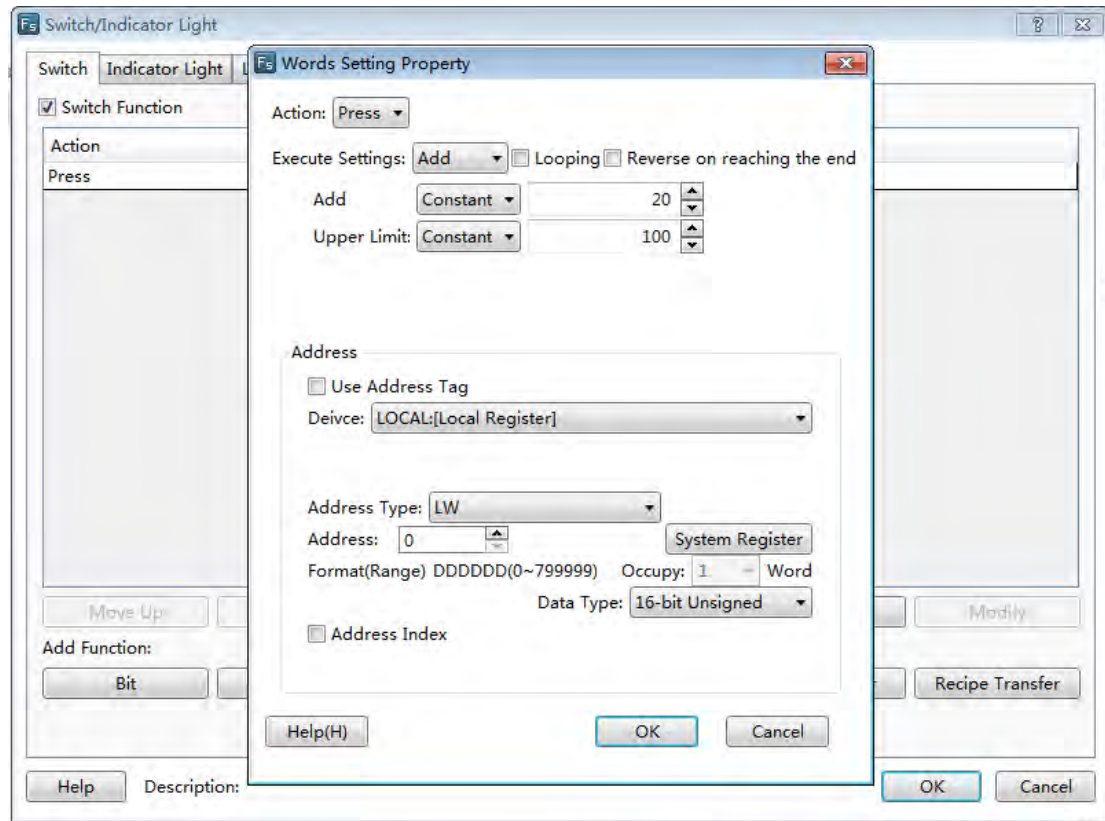 Fs Switch/Indicator Light
Switch Indicator Light
Switch Function
Action
Press
Fs Words Setting Property
Action: Press
Execute Settings: Add Looping Reverse on reaching the end
Add Constant 20
Upper Limit: Constant 100
Address
Use Address Tag
Deivce: LOCAL:[Local Register]
Address Type: LW
Address: 0 System Register
Format(Range) DDDDDD(0~799999) Occupy: 1 Word
Data Type: 16-bit Unsigned
Address Index
Help(H) OK Cancel
Move Up Modify
Add Function:
Bit Recipe Transfer
Help Description: OK Cancel